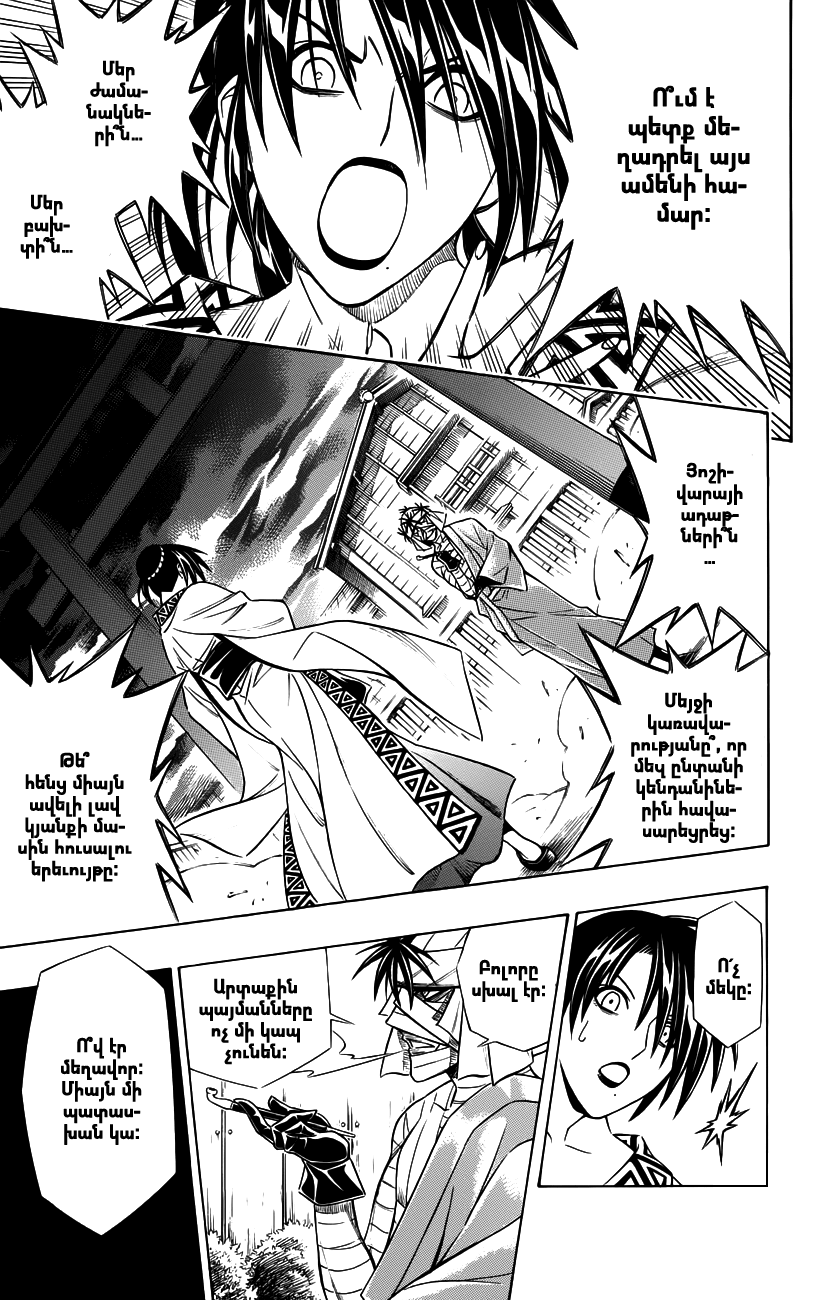 Ո՞ւմ է
պետք մե-
ղադրել այս
ամենի հա-
մար:
Մեր
ժամա-
նակնե-
րի՞ն...
Մեր
բախ-
տի՞ն...
Յոշի-
վարայի
ադաթ-
ների՞ն
...
Մեյջի
կառավա-
րությանը՞, որ
մեզ ընտանի
կենդանինե-
րին հավա-
սարեցրեց:
Թե՞
հենց միայն
ավելի լավ
կյանքի մա-
սին հուսալու
երեւույթը:
Ո՛չ
մեկը:
Բոլորը
սխալ էր:
Արտաքին
պայմանները
ոչ մի կապ
չունեն:
Ո՞վ էր
մեղավոր:
Միայն մի
պատաս-
խան կա: